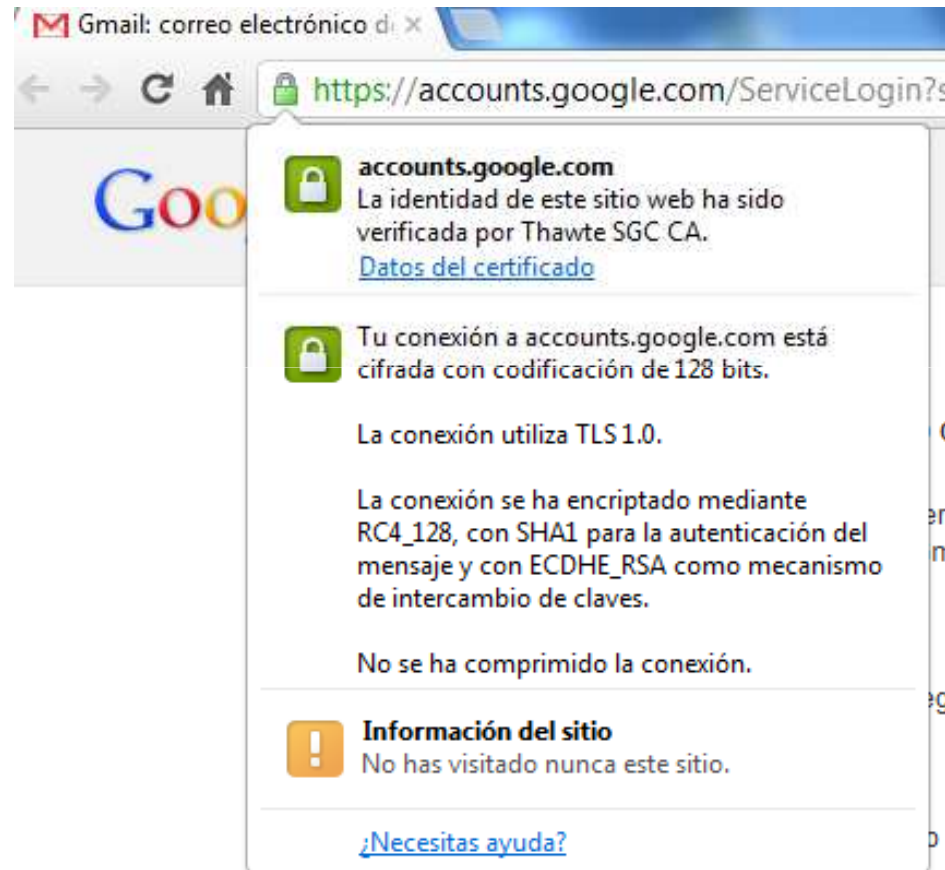 Gmail: correo electrónico d
https://accounts.google.com/ServiceLogin?s
Goo
accounts.google.com
La identidad de este sitio web ha sido
verificada por Thawte SGC CA.
Datos del certificado
Tu conexión a accounts.google.com está
cifrada con codificación de 128 bits.
La conexión utiliza TLS 1.0.
La conexión se ha encriptado mediante
RC4_128, con SHA1 para la autenticación del
mensaje y con ECDHE_RSA como mecanismo
de intercambio de claves.
No se ha comprimido la conexión.
Información del sitio
No has visitado nunca este sitio.
¿Necesitas ayuda?